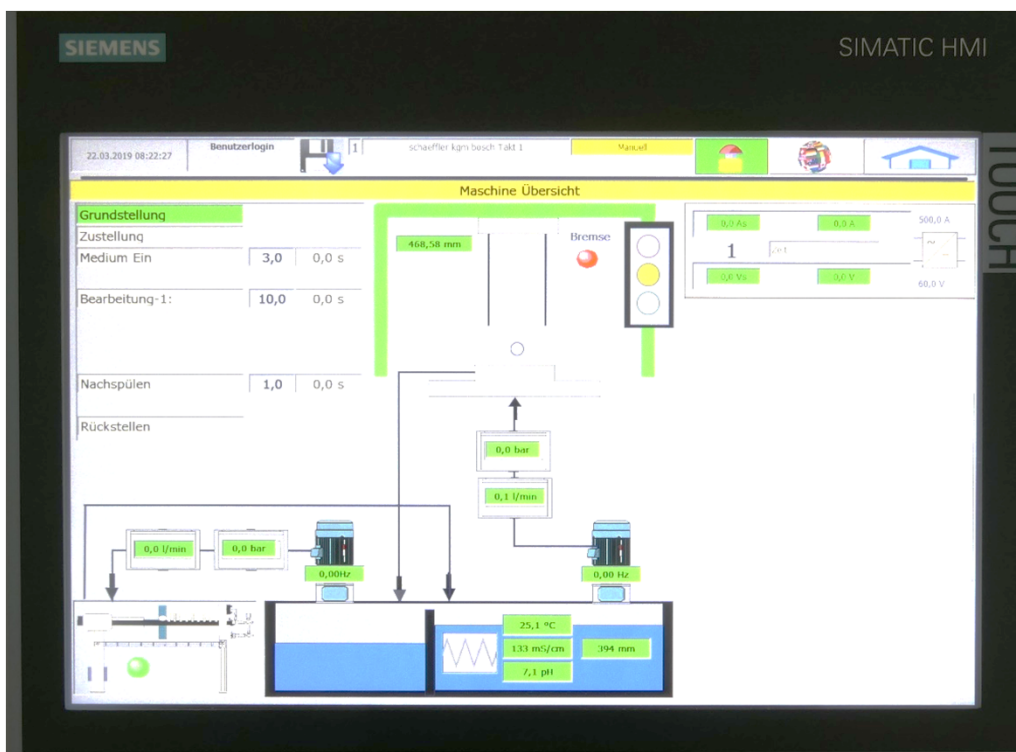 SIEMENS
SIMATIC HMI
TOUCH
22.03.2019 08:22:27
Benutzerlogin
1
schaeffler kgm bosch Takt 1
Manuell
Maschine Übersicht
Grundstellung
Zustellung
Medium Ein 3,0 0,0 s
Bearbeitung-1: 10,0 0,0 s
Nachspülen 1,0 0,0 s
Rückstellen
468,58 mm
Bremse
0,0 As 0,0 A 500,0 A
1
0,0 Vs 0,0 V 60,0 V
0,0 bar
0,1 l/min
0,0 l/min 0,0 bar
0,00Hz
0,00 Hz
25,1 °C
133 mS/cm 394 mm
7,1 pH